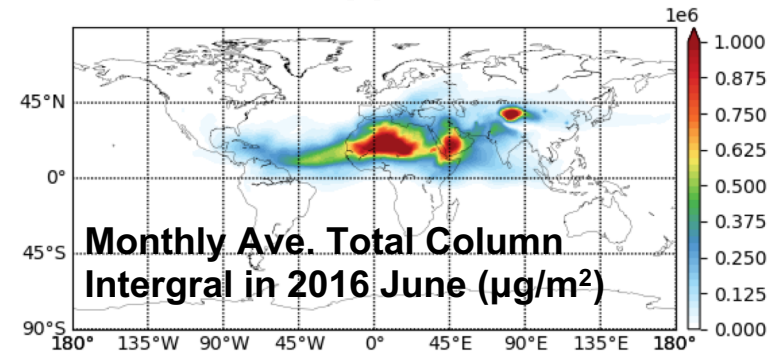 1e6
1.000
0.875
45°N
0.750
0.625
0°
0.500
0.375
Monthly Ave. Total Column
45°S
0.250
Intergral in 2016 June (μg/m²)
0.125
90°S
0.000
180° 135°W 90°W 45°W 0° 45°E 90°E 135°E 180°